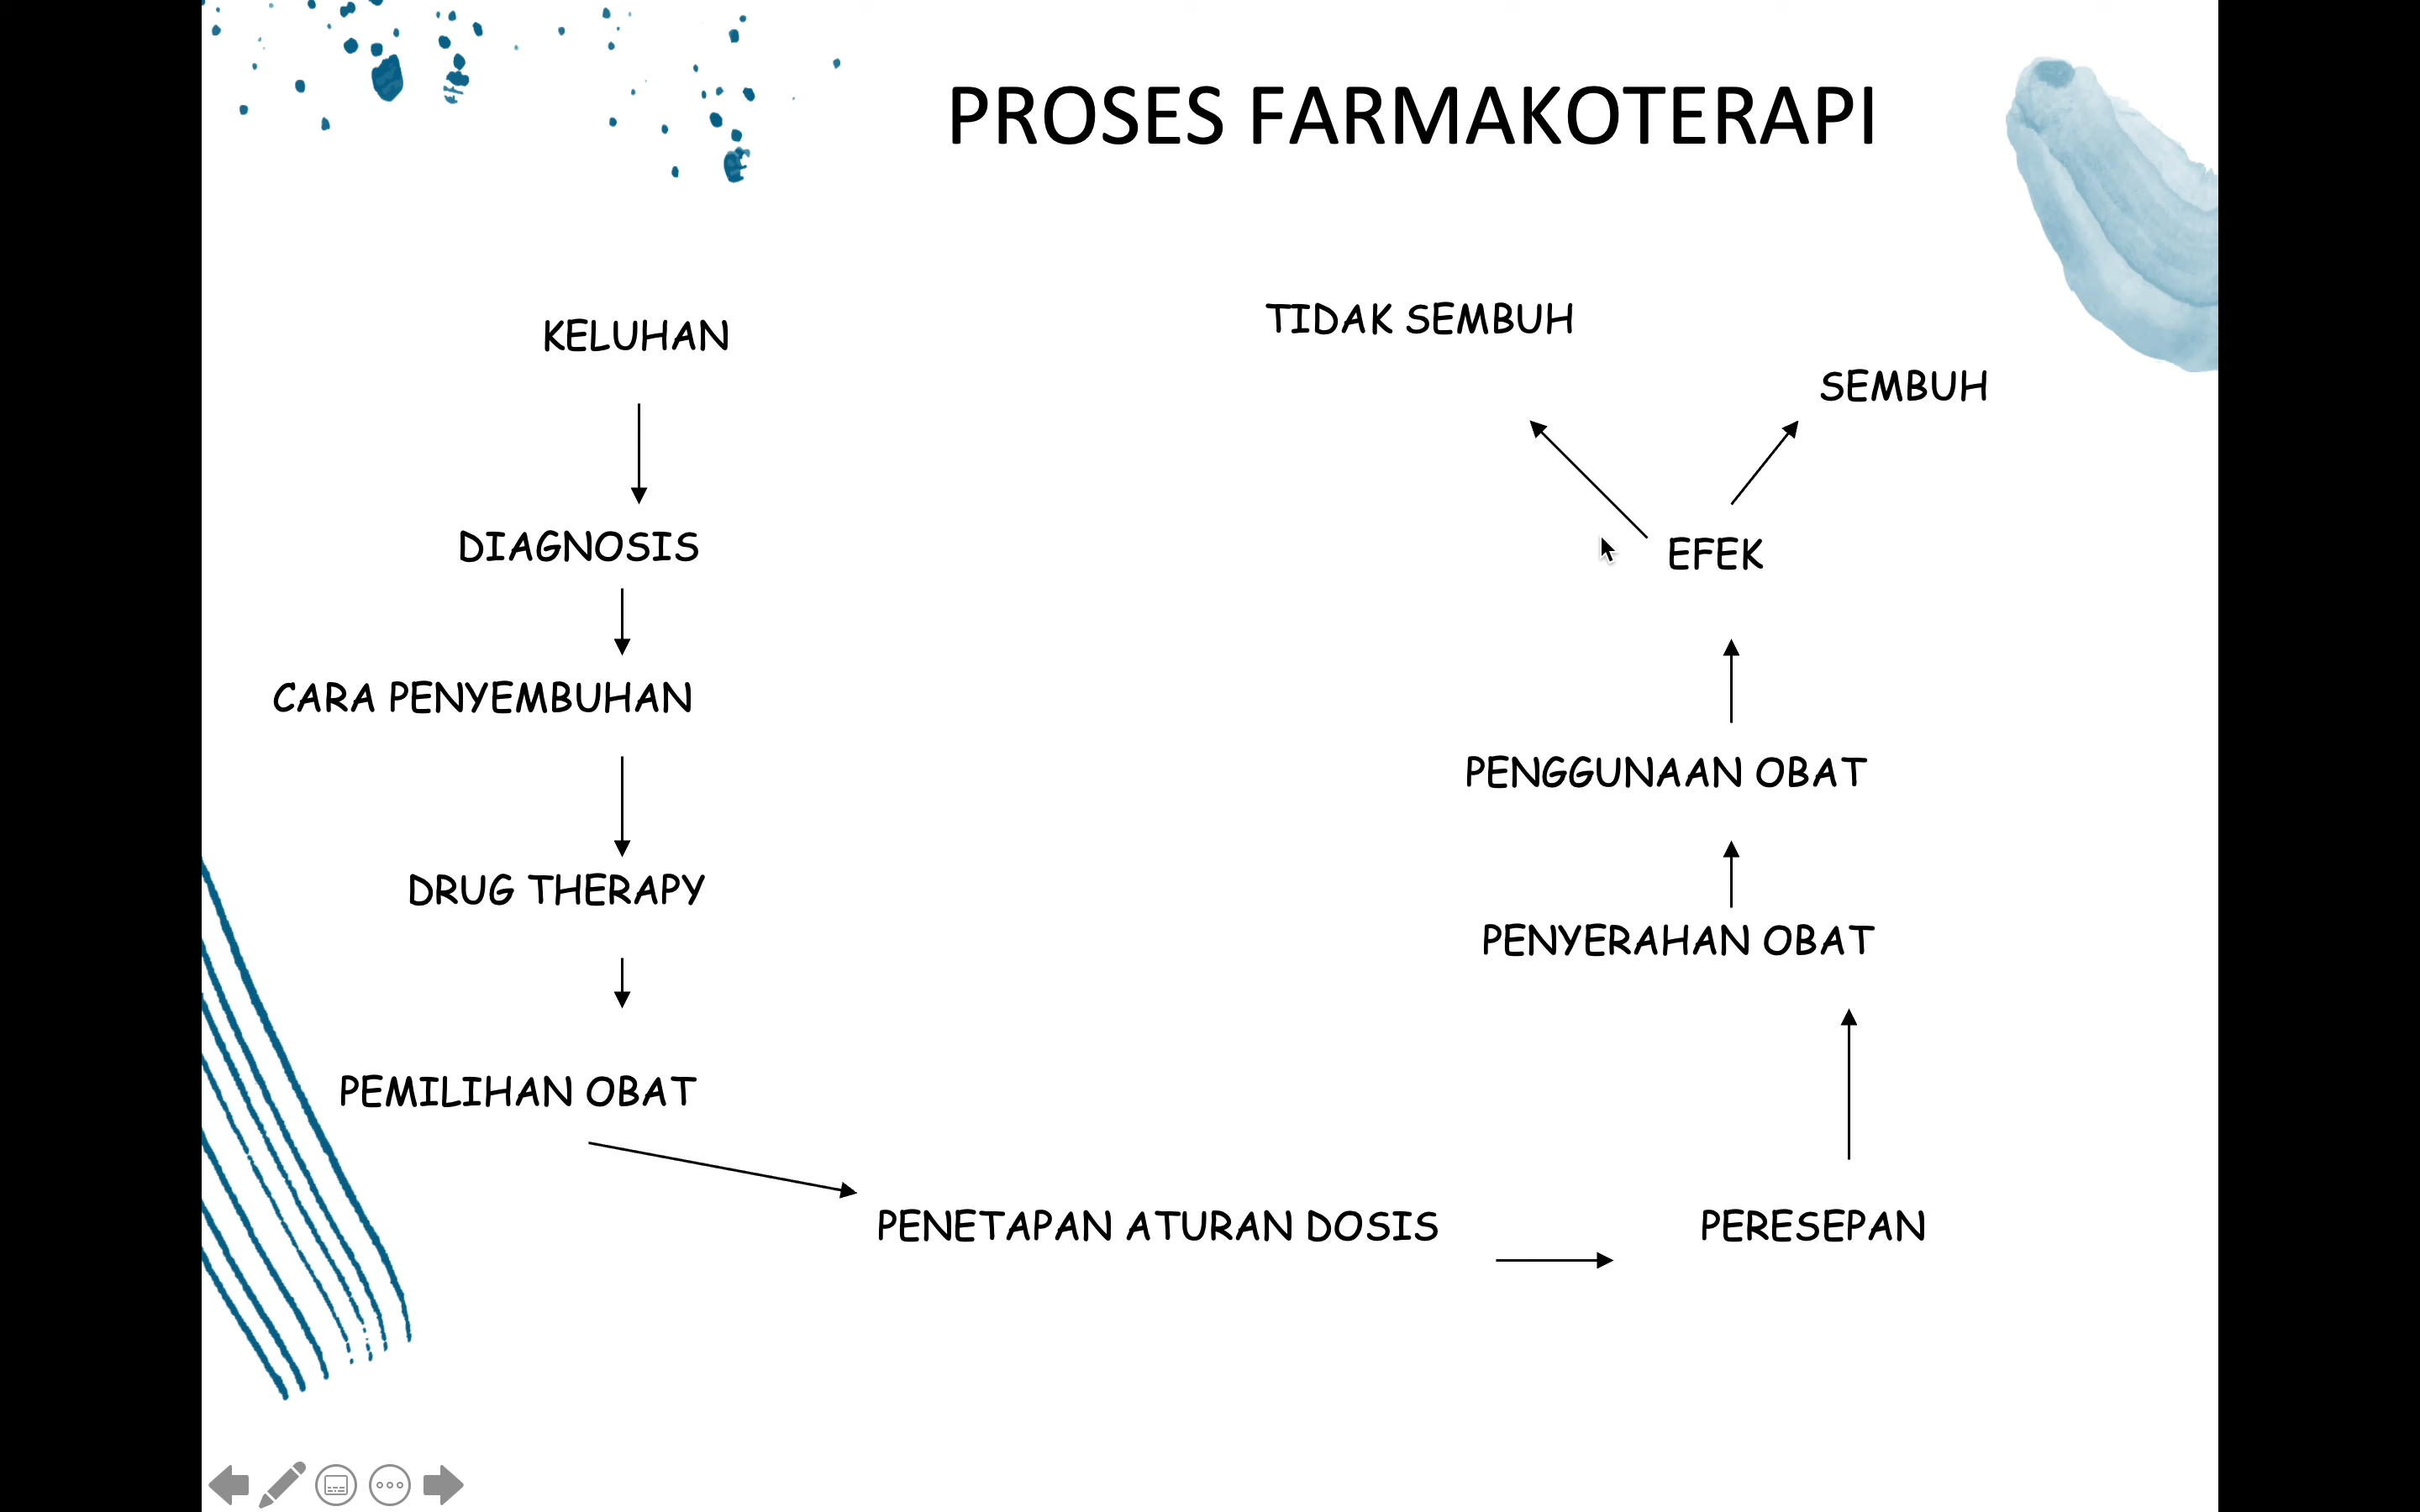 PROSES FARMAKOTERAPI
KELUHAN
DIAGNOSIS
CARA PENYEMBUHAN
DRUG THERAPY
PEMILIHAN OBAT
PENETAPAN ATURAN DOSIS
PERESEPAN
PENYERAHAN OBAT
PENGGUNAAN OBAT
EFEK
TIDAK SEMBUH
SEMBUH